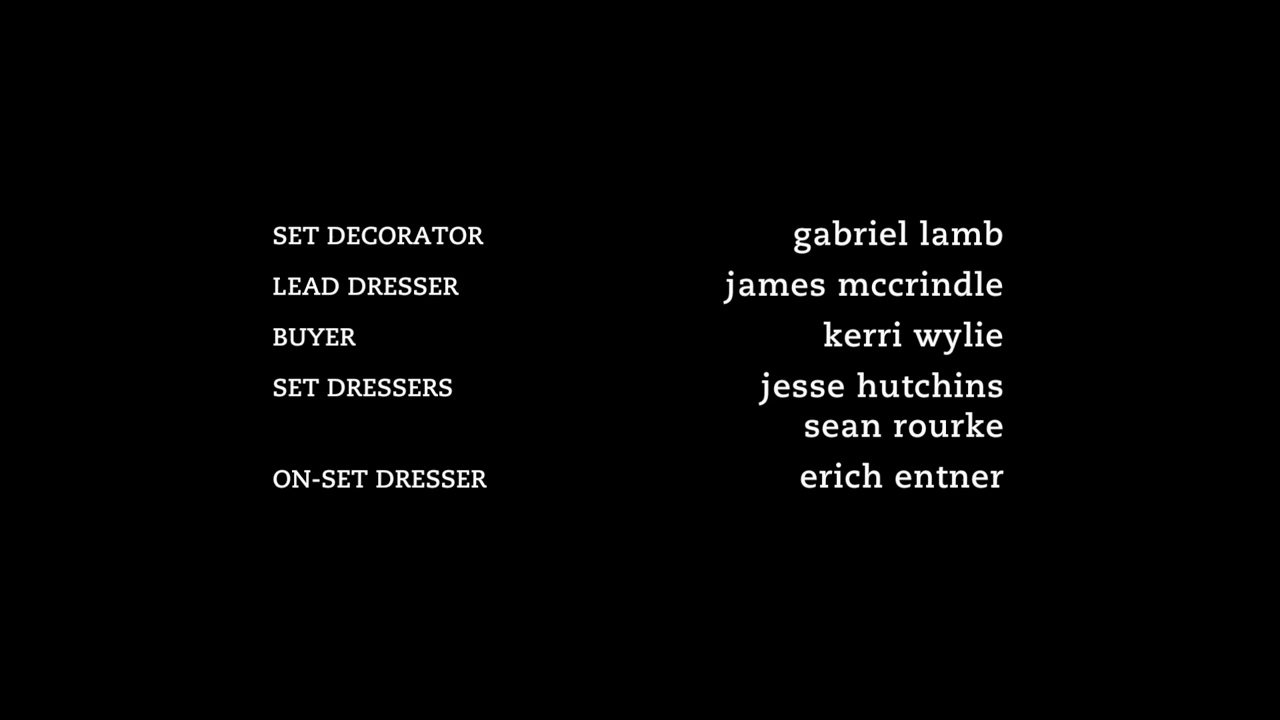 SET DECORATOR gabriel lamb
LEAD DRESSER james mccrindle
BUYER kerri wylie
SET DRESSERS jesse hutchins
sean rourke
ON-SET DRESSER erich entner